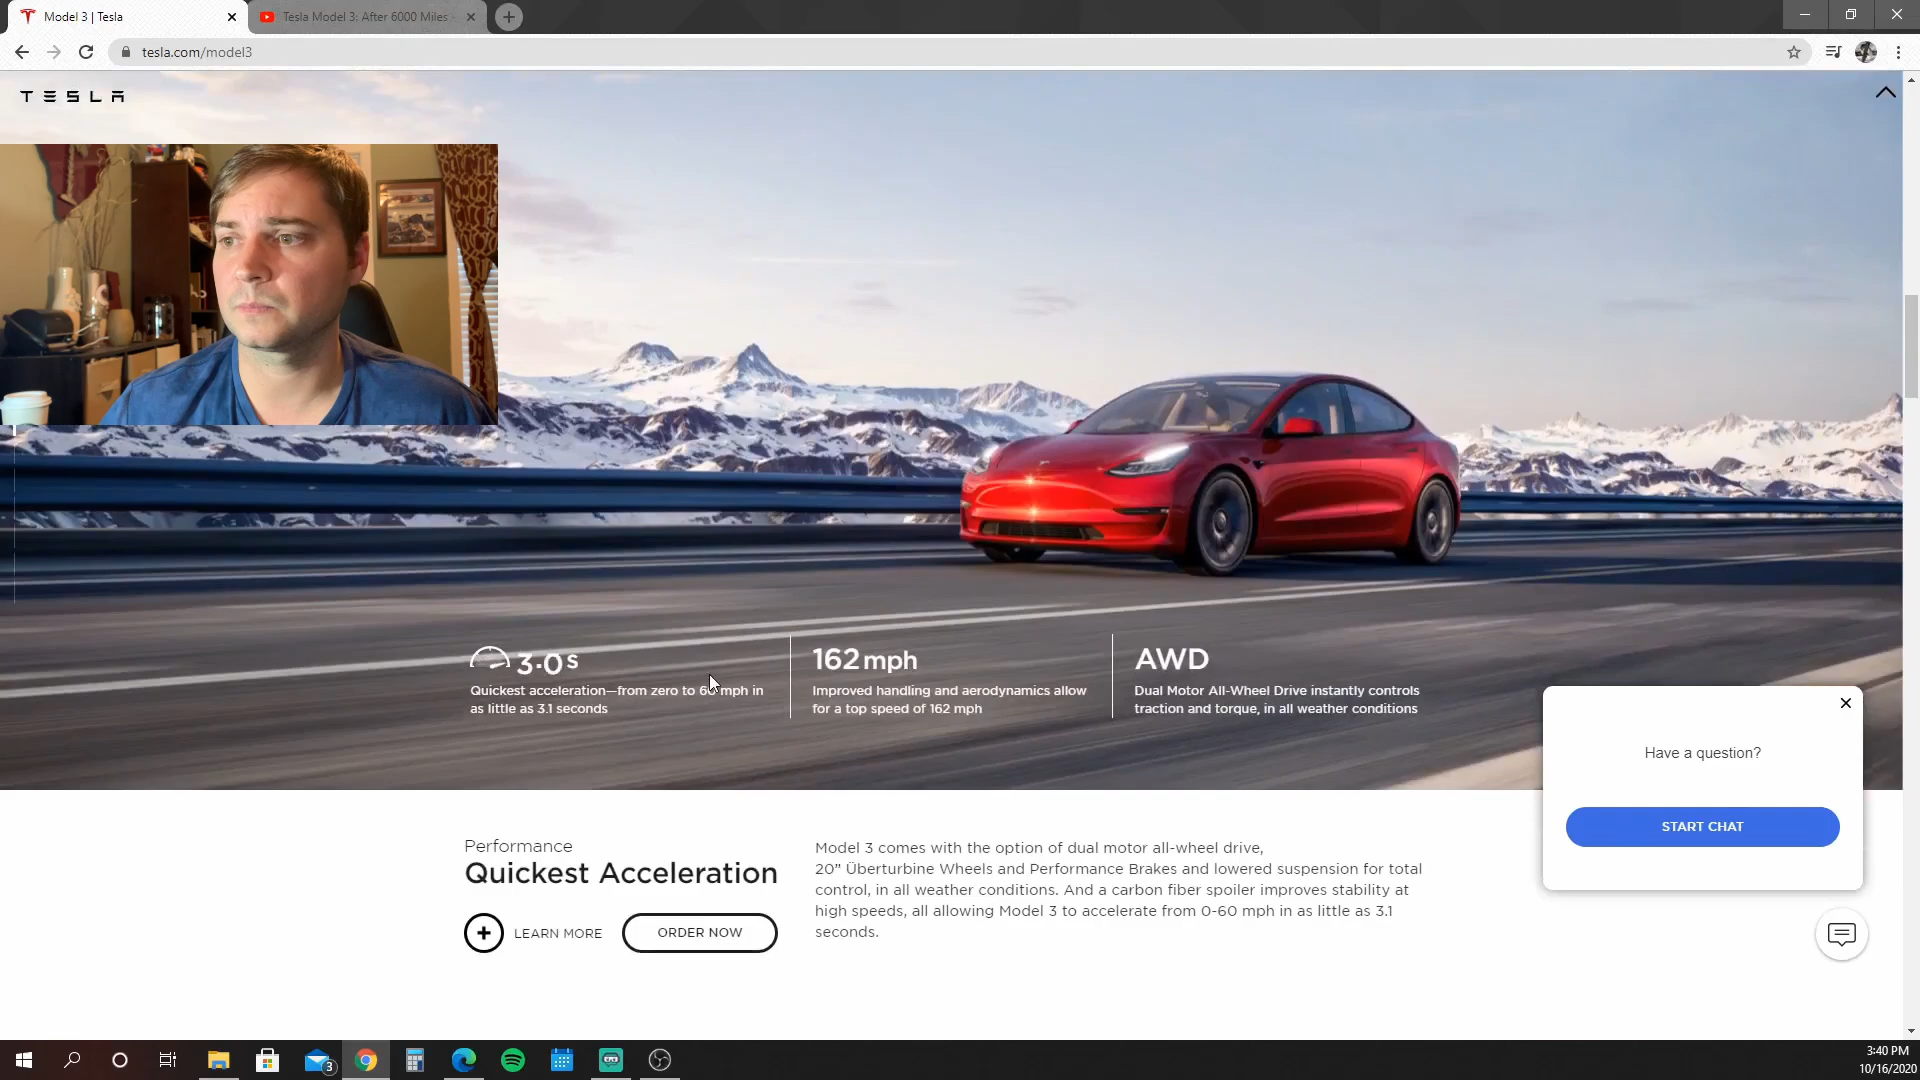 Model 3 | Tesla
Tesla Model 3: After 6000 Miles -
tesla.com/model3
TESLA
3.0s
Quickest acceleration—from zero to 60 mph in
as little as 3.1 seconds
162 mph
Improved handling and aerodynamics allow
for a top speed of 162 mph
AWD
Dual Motor All-Wheel Drive instantly controls
traction and torque, in all weather conditions
Have a question?
START CHAT
Performance
Quickest Acceleration
LEARN MORE
ORDER NOW
Model 3 comes with the option of dual motor all-wheel drive,
20” Überturbine Wheels and Performance Brakes and lowered suspension for total
control, in all weather conditions. And a carbon fiber spoiler improves stability at
high speeds, all allowing Model 3 to accelerate from 0-60 mph in as little as 3.1
seconds.
3
3:40 PM
10/16/2020